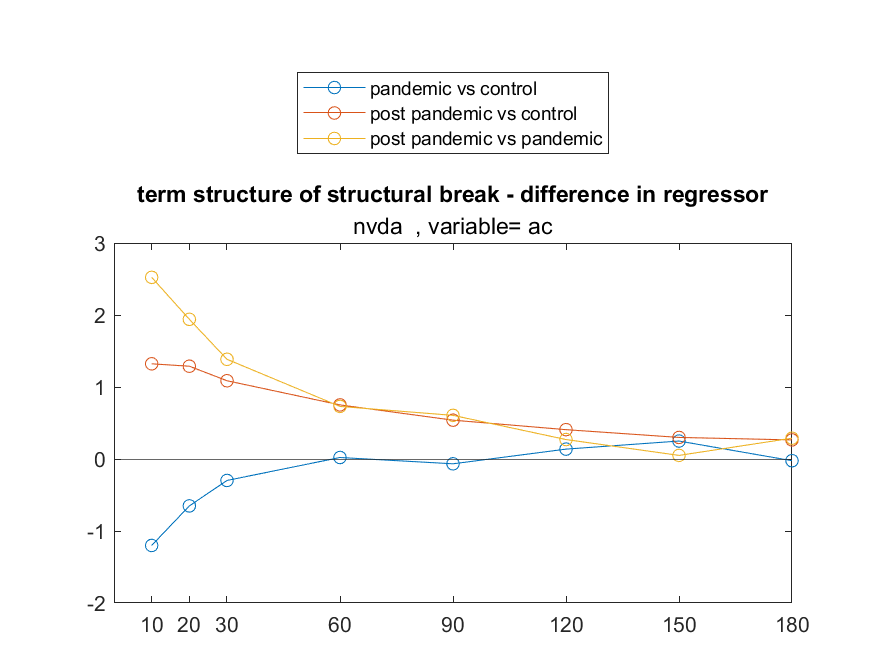 pandemic vs control
post pandemic vs control
post pandemic vs pandemic
term structure of structural break - difference in regressor
nvda  , variable= ac
3
2
1
0
-1
-2
10 20 30 60 90 120 150 180